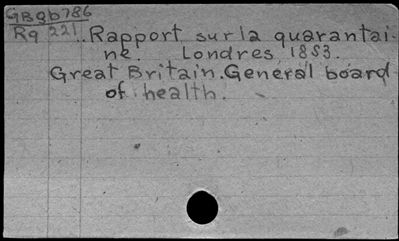 GBQb786
Rq 221.. Rapport sur la quarantai-
ne. Londres 1853.
Great Britain. General board
of health.